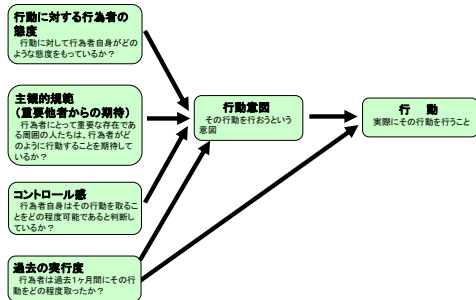 行動に対する行為者の
態度
行動に対して行為者自身がどの
ような態度をもっているか？
主観的規範
（重要他者からの期待）
行為者にとって重要な存在であ
る周囲の人たちは、行為者がど
のように行動することを期待して
いるか？
コントロール感
行為者自身はその行動を取るこ
とをどの程度可能であると判断し
ているか？
過去の実行度
行為者は過去1ヶ月間にその行
動をどの程度取ったか？
行動意図
その行動を行おうという
意図
行　動
実際にその行動を行うこと